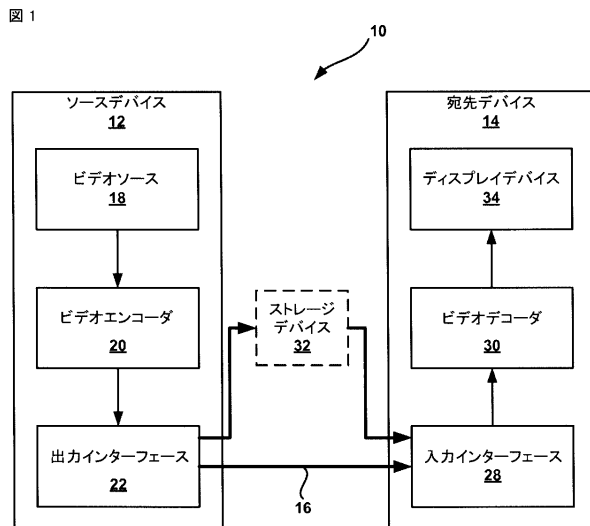 図 1
10
ソースデバイス
12
ビデオソース
18
ビデオエンコーダ
20
出力インターフェース
22
ストレージ
デバイス
32
16
宛先デバイス
14
ディスプレイデバイス
34
ビデオデコーダ
30
入力インターフェース
28